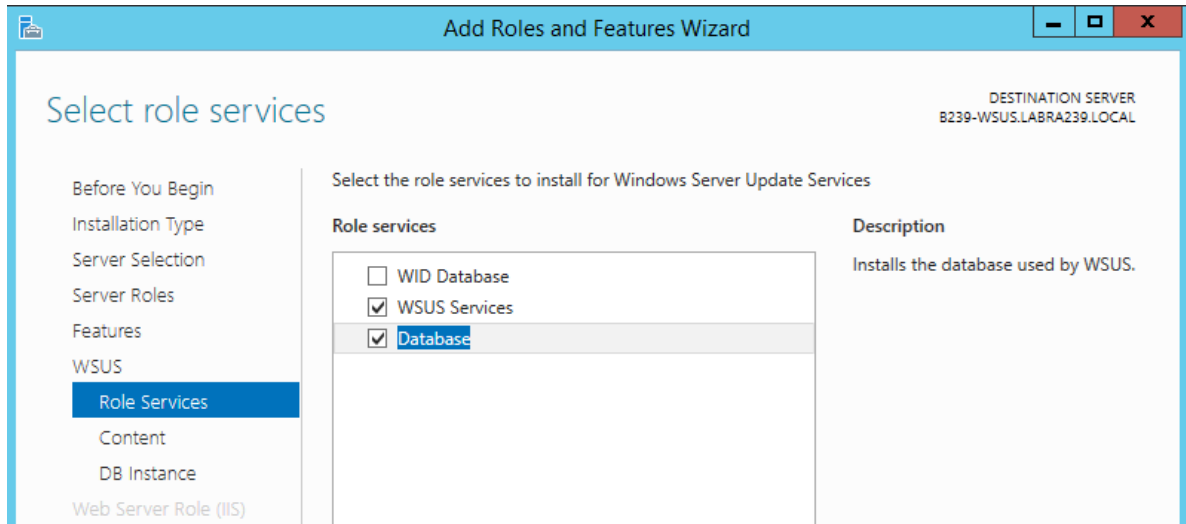 Add Roles and Features Wizard
Select role services
DESTINATION SERVER
B239-WSUS.LABRA239.LOCAL
Before You Begin
Installation Type
Server Selection
Server Roles
Features
WSUS
Role Services
Content
DB Instance
Web Server Role (IIS)
Select the role services to install for Windows Server Update Services
Role services
WID Database
WSUS Services
Database
Description
Installs the database used by WSUS.